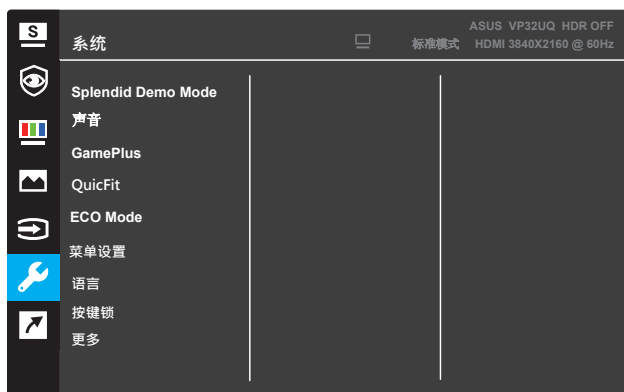 S
系统
ASUS VP32UQ HDR OFF
标准模式 HDMI 3840X2160 @ 60Hz
Splendid Demo Mode
声音
GamePlus
QuicFit
ECO Mode
菜单设置
语言
按键锁
更多